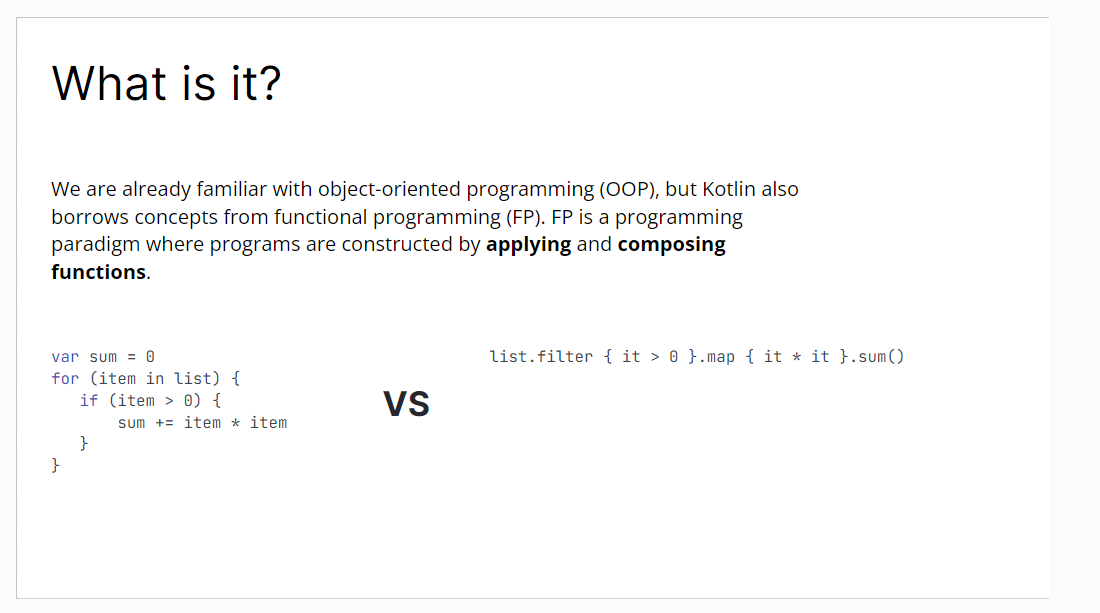 What is it?
We are already familiar with object-oriented programming (OOP), but Kotlin also
borrows concepts from functional programming (FP). FP is a programming
paradigm where programs are constructed by applying and composing
functions.
var sum = 0
for (item in list) {
   if (item > 0) {
       sum += item * item
   }
}
vs
list.filter { it > 0 }.map { it * it }.sum()